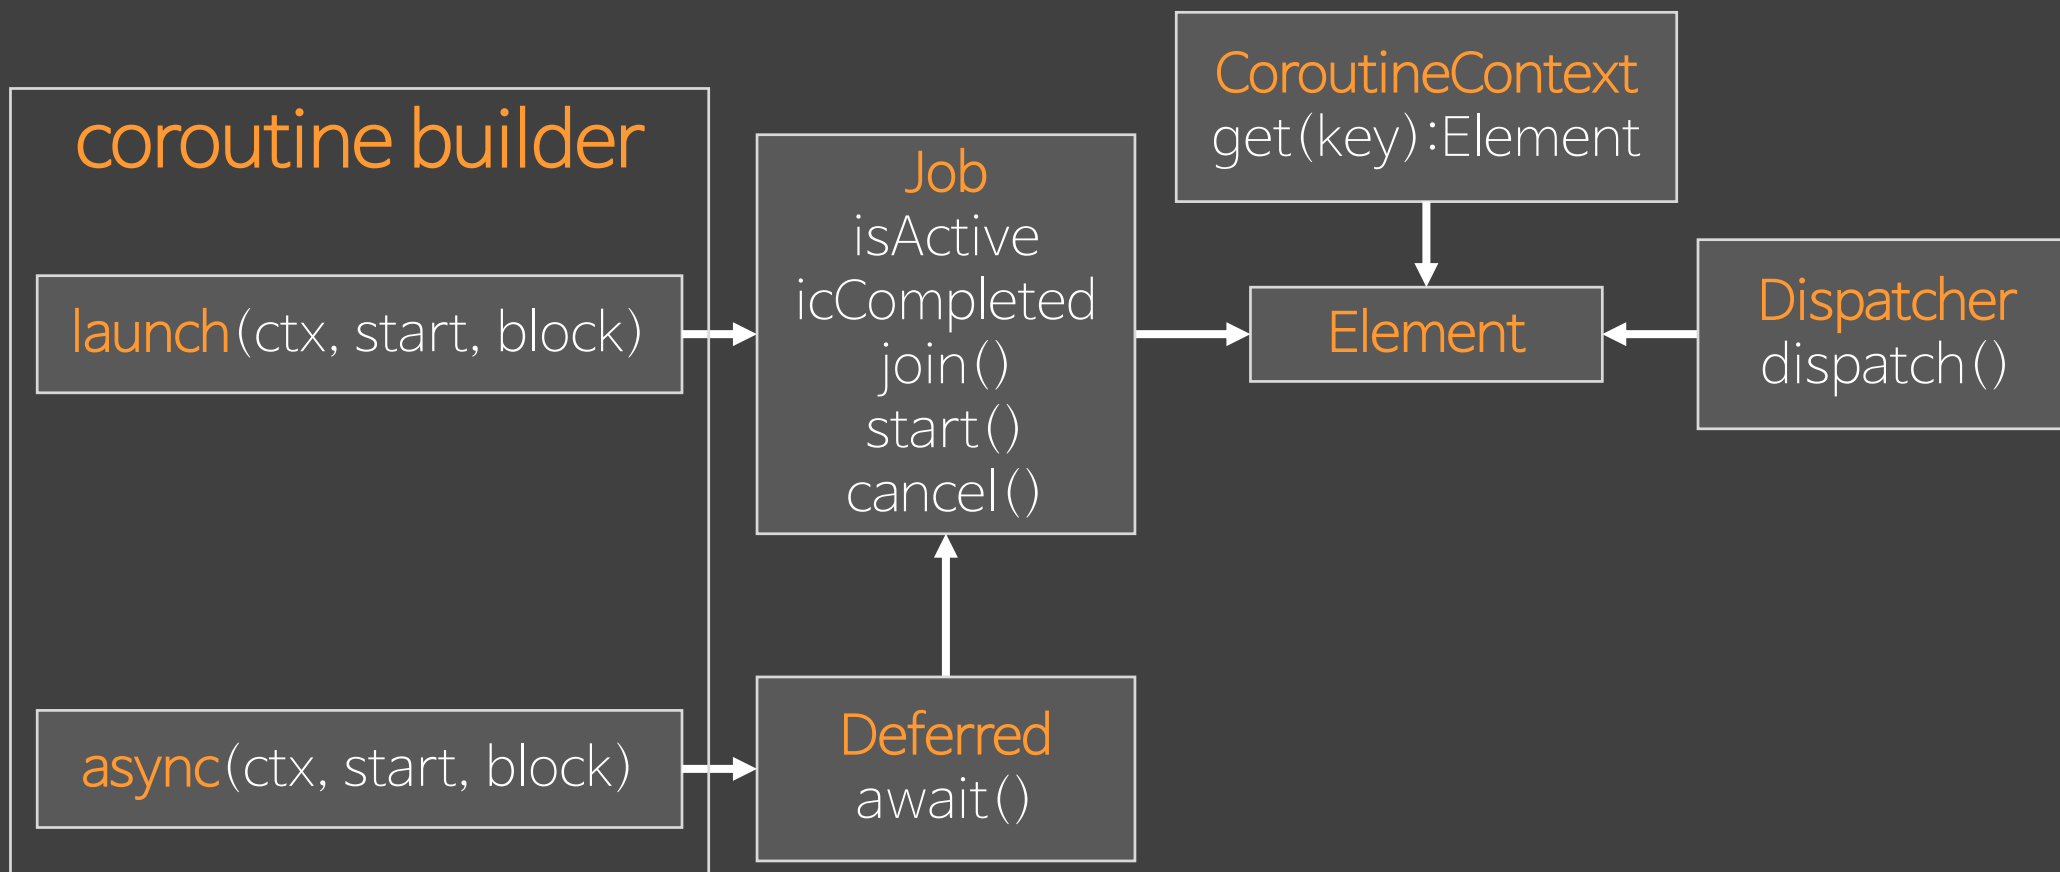 coroutine builder
launch(ctx, start, block)
async(ctx, start, block)
Job
isActive
icCompleted
join()
start()
cancel()
Deferred
await()
CoroutineContext
get(key):Element
Element
Dispatcher
dispatch()